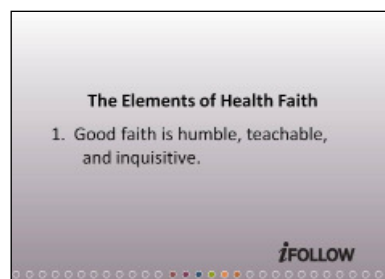 The Elements of Health Faith
1. Good faith is humble, teachable,
and inquisitive.
iFOLLOW